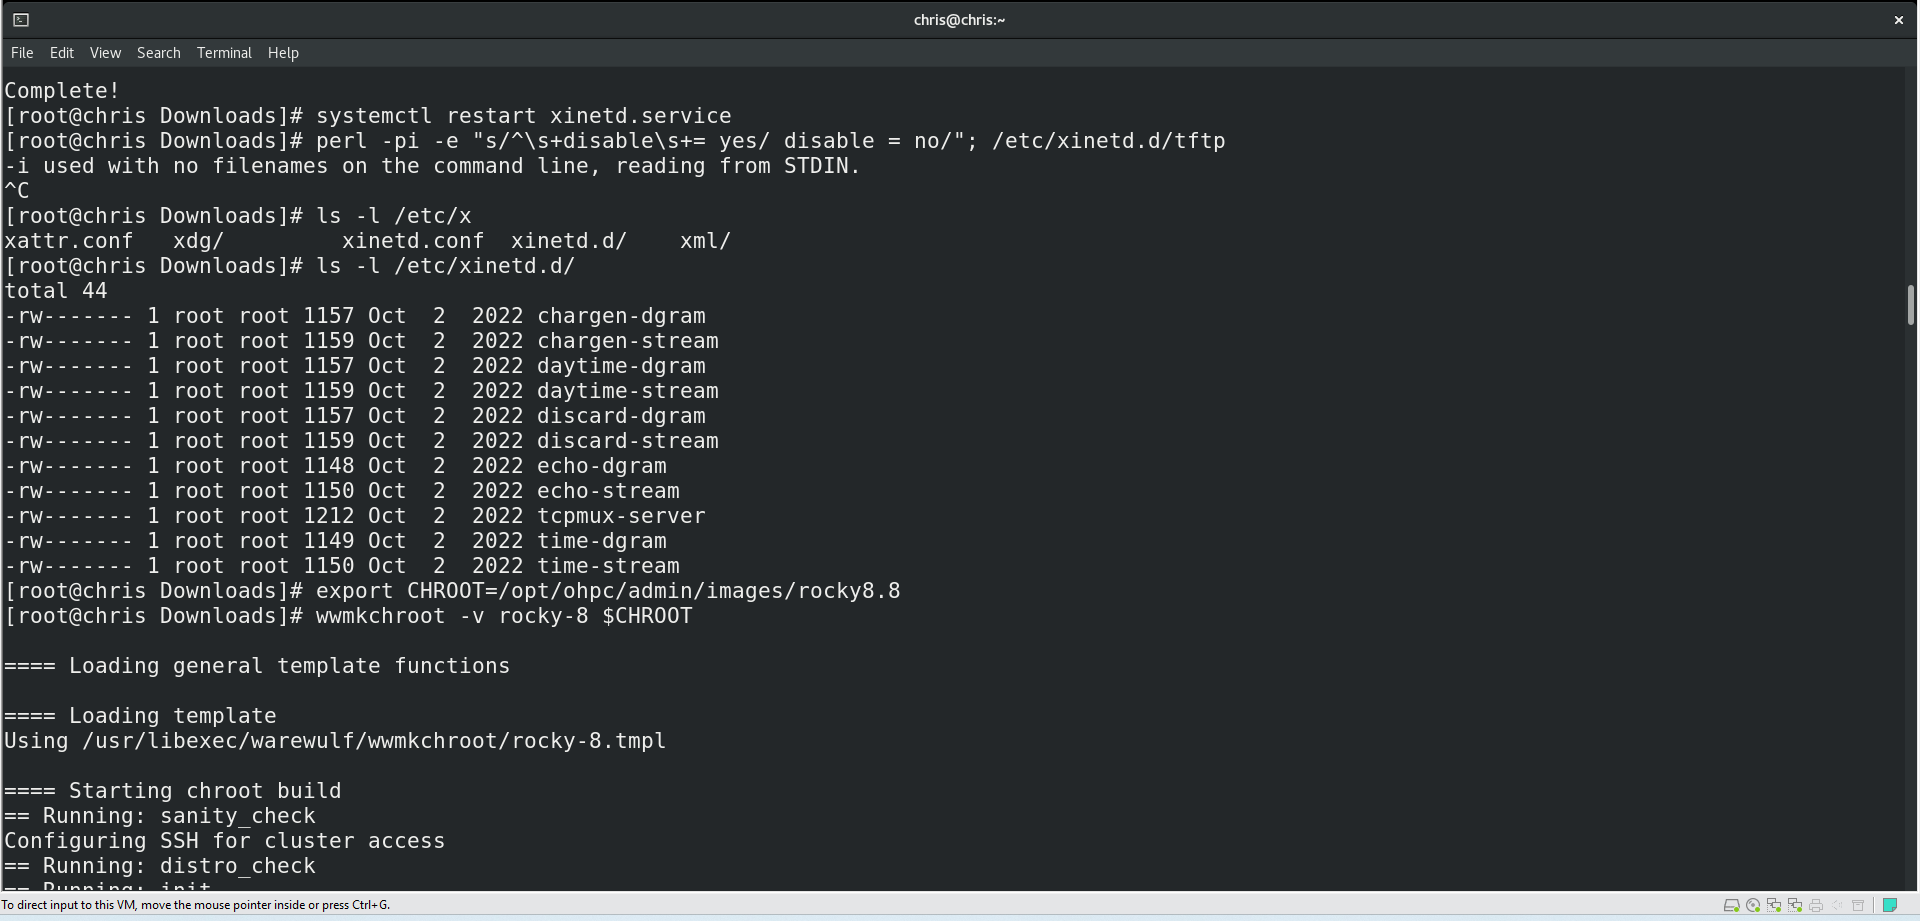 chris@chris:~
File Edit View Search Terminal Help
Complete!
[root@chris Downloads]# systemctl restart xinetd.service
[root@chris Downloads]# perl -pi -e "s/^\s+disable\s+= yes/ disable = no/"; /etc/xinetd.d/tftp
-i used with no filenames on the command line, reading from STDIN.
^C
[root@chris Downloads]# ls -l /etc/x
xattr.conf   xdg/         xinetd.conf  xinetd.d/    xml/
[root@chris Downloads]# ls -l /etc/xinetd.d/
total 44
-rw------- 1 root root 1157 Oct  2  2022 chargen-dgram
-rw------- 1 root root 1159 Oct  2  2022 chargen-stream
-rw------- 1 root root 1157 Oct  2  2022 daytime-dgram
-rw------- 1 root root 1159 Oct  2  2022 daytime-stream
-rw------- 1 root root 1157 Oct  2  2022 discard-dgram
-rw------- 1 root root 1159 Oct  2  2022 discard-stream
-rw------- 1 root root 1148 Oct  2  2022 echo-dgram
-rw------- 1 root root 1150 Oct  2  2022 echo-stream
-rw------- 1 root root 1212 Oct  2  2022 tcpmux-server
-rw------- 1 root root 1149 Oct  2  2022 time-dgram
-rw------- 1 root root 1150 Oct  2  2022 time-stream
[root@chris Downloads]# export CHROOT=/opt/ohpc/admin/images/rocky8.8
[root@chris Downloads]# wwmkchroot -v rocky-8 $CHROOT
==== Loading general template functions
==== Loading template
Using /usr/libexec/warewulf/wwmkchroot/rocky-8.tmpl
==== Starting chroot build
== Running: sanity_check
Configuring SSH for cluster access
== Running: distro_check
== Running: init
To direct input to this VM, move the mouse pointer inside or press Ctrl+G.